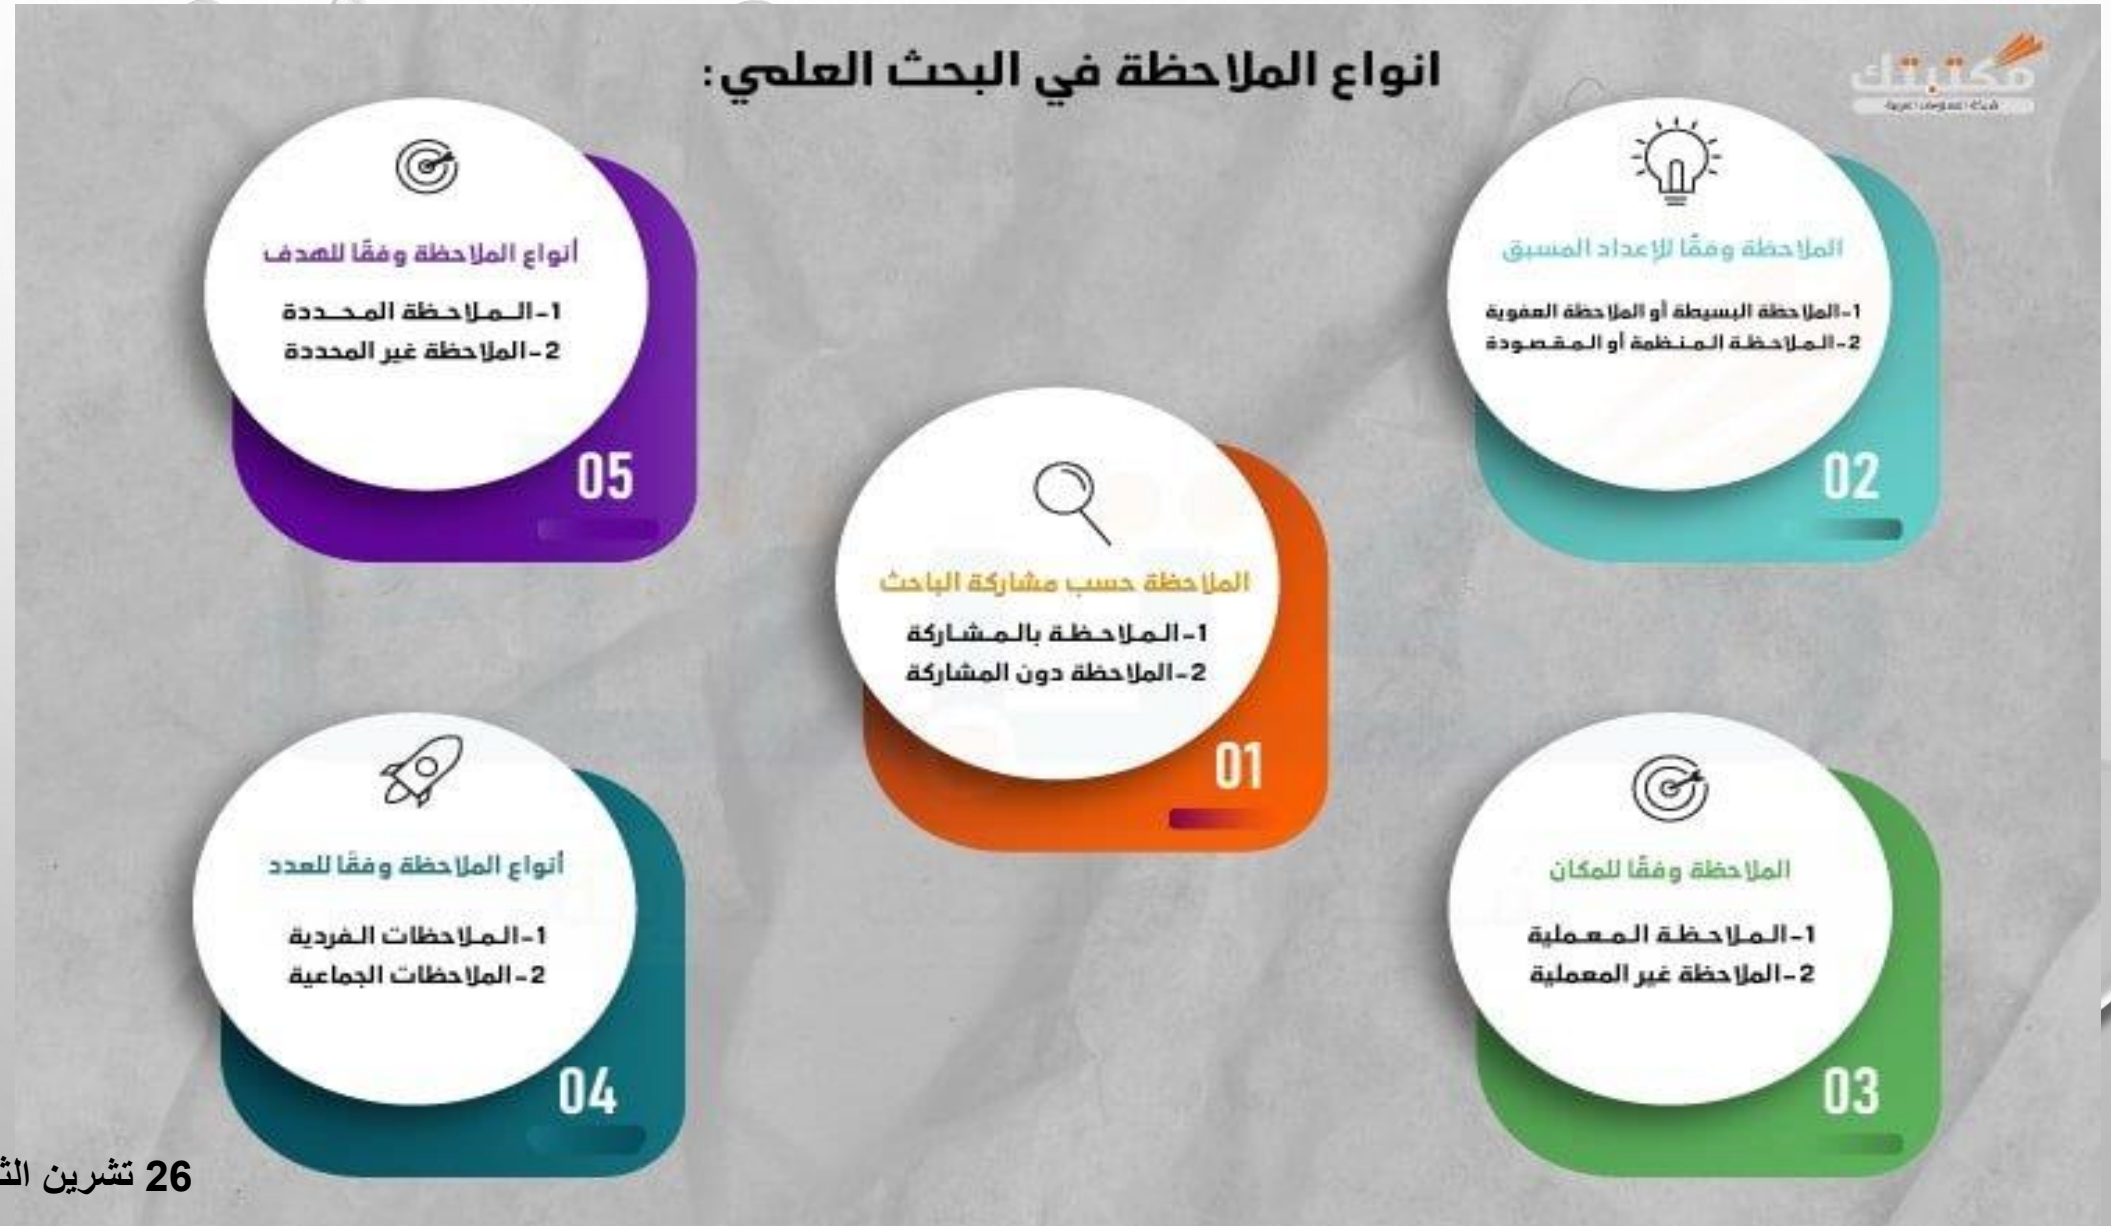 انواع الملاحظة في البحث العلمي:
مكتبتك
الملاحظة حسب مشاركة الباحث
1-الملاحظة بالمشاركة
2-الملاحظة دون المشاركة
01
الملاحظة وفقًا للإعداد المسبق
1-الملاحظة البسيطة أو الملاحظة العفوية
2-الملاحظة المنظمة أو المقصودة
02
الملاحظة وفقًا للمكان
1-الملاحظة المعملية
2-الملاحظة غير المعملية
03
أنواع الملاحظة وفقًا للعدد
1-الملاحظات الفردية
2-الملاحظات الجماعية
04
أنواع الملاحظة وفقًا للهدف
1-الملاحظة المحددة
2-الملاحظة غير المحددة
05
26 تشرين